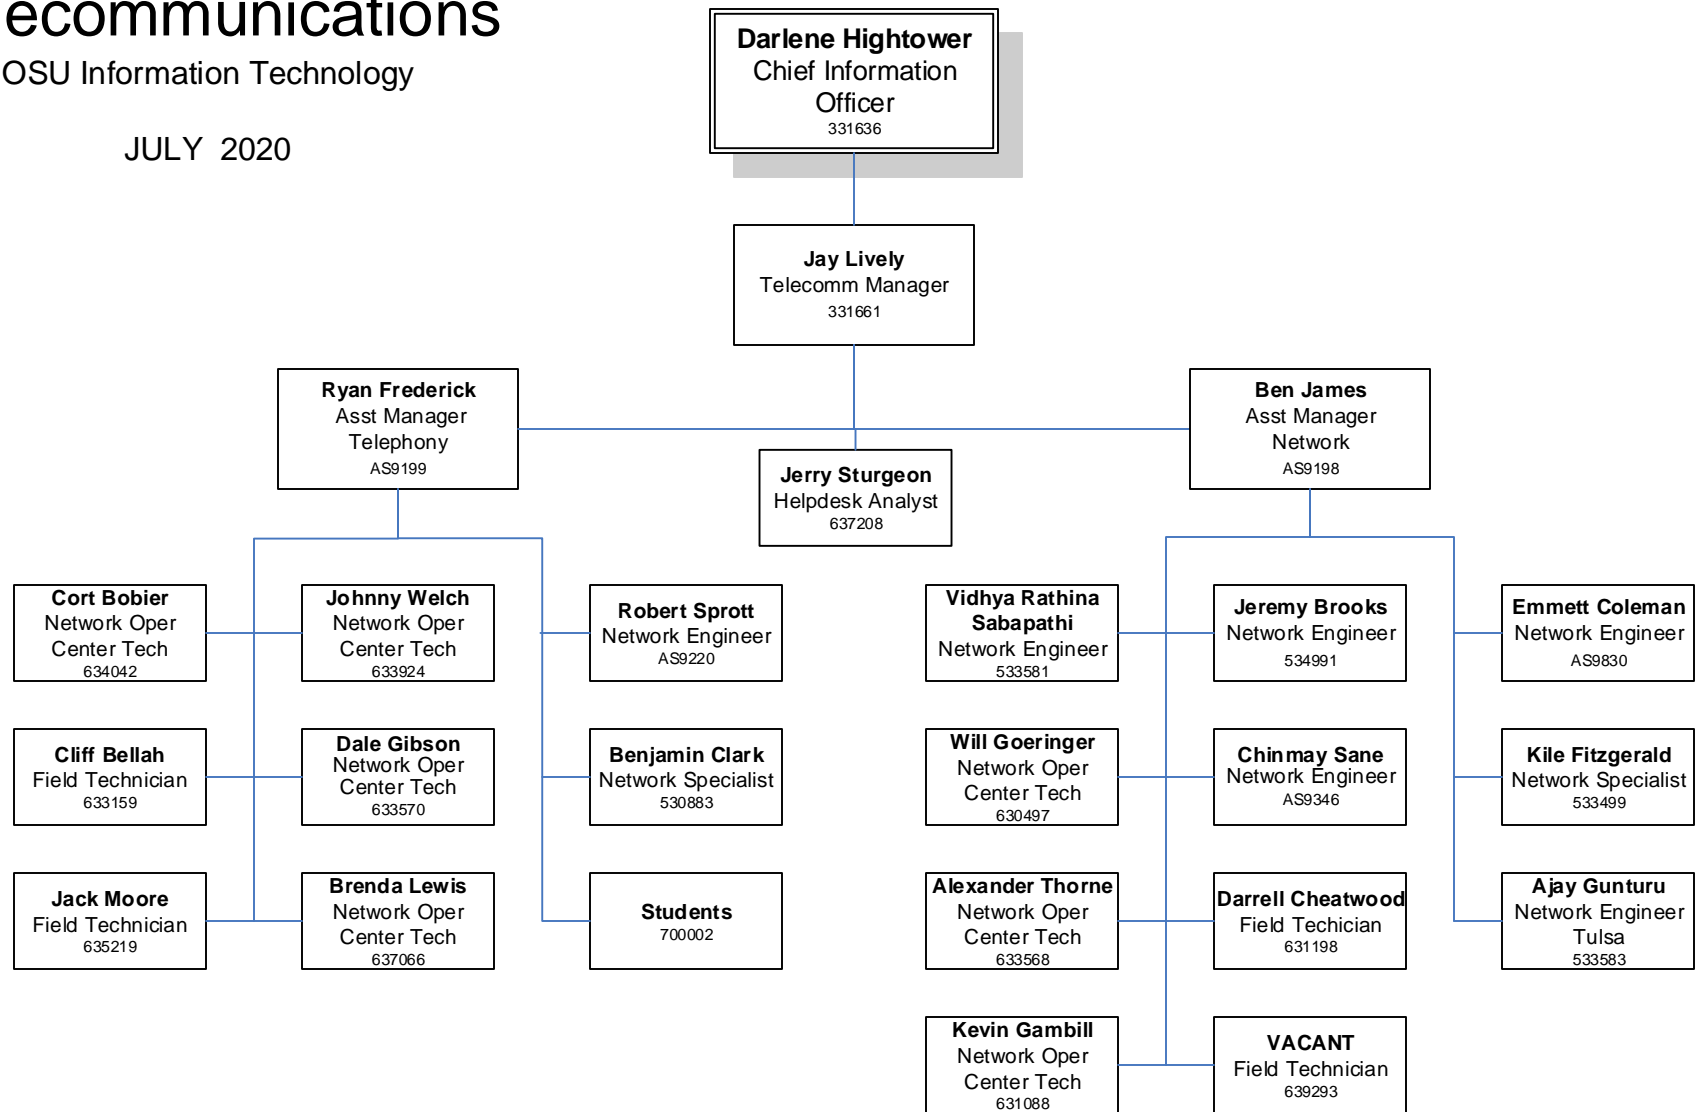 ecommunications
OSU Information Technology
JULY 2020
Darlene Hightower
Chief Information
Officer
331636
Jay Lively
Telecomm Manager
331661
Ryan Frederick
Asst Manager
Telephony
AS9199
Ben James
Asst Manager
Network
AS9198
Jerry Sturgeon
Helpdesk Analyst
637208
Cort Bobier
Network Oper
Center Tech
634042
Johnny Welch
Network Oper
Center Tech
633924
Robert Sprott
Network Engineer
AS9220
Vidhya Rathina
Sabapathi
Network Engineer
533581
Jeremy Brooks
Network Engineer
534991
Emmett Coleman
Network Engineer
AS9830
Cliff Bellah
Field Technician
633159
Dale Gibson
Network Oper
Center Tech
633570
Benjamin Clark
Network Specialist
530883
Will Goeringer
Network Oper
Center Tech
630497
Chinmay Sane
Network Engineer
AS9346
Kile Fitzgerald
Network Specialist
533499
Jack Moore
Field Technician
635219
Brenda Lewis
Network Oper
Center Tech
637066
Students
700002
Alexander Thorne
Network Oper
Center Tech
633568
Darrell Cheatwood
Field Techician
631198
Ajay Gunturu
Network Engineer
Tulsa
533583
Kevin Gambill
Network Oper
Center Tech
631088
VACANT
Field Technician
639293